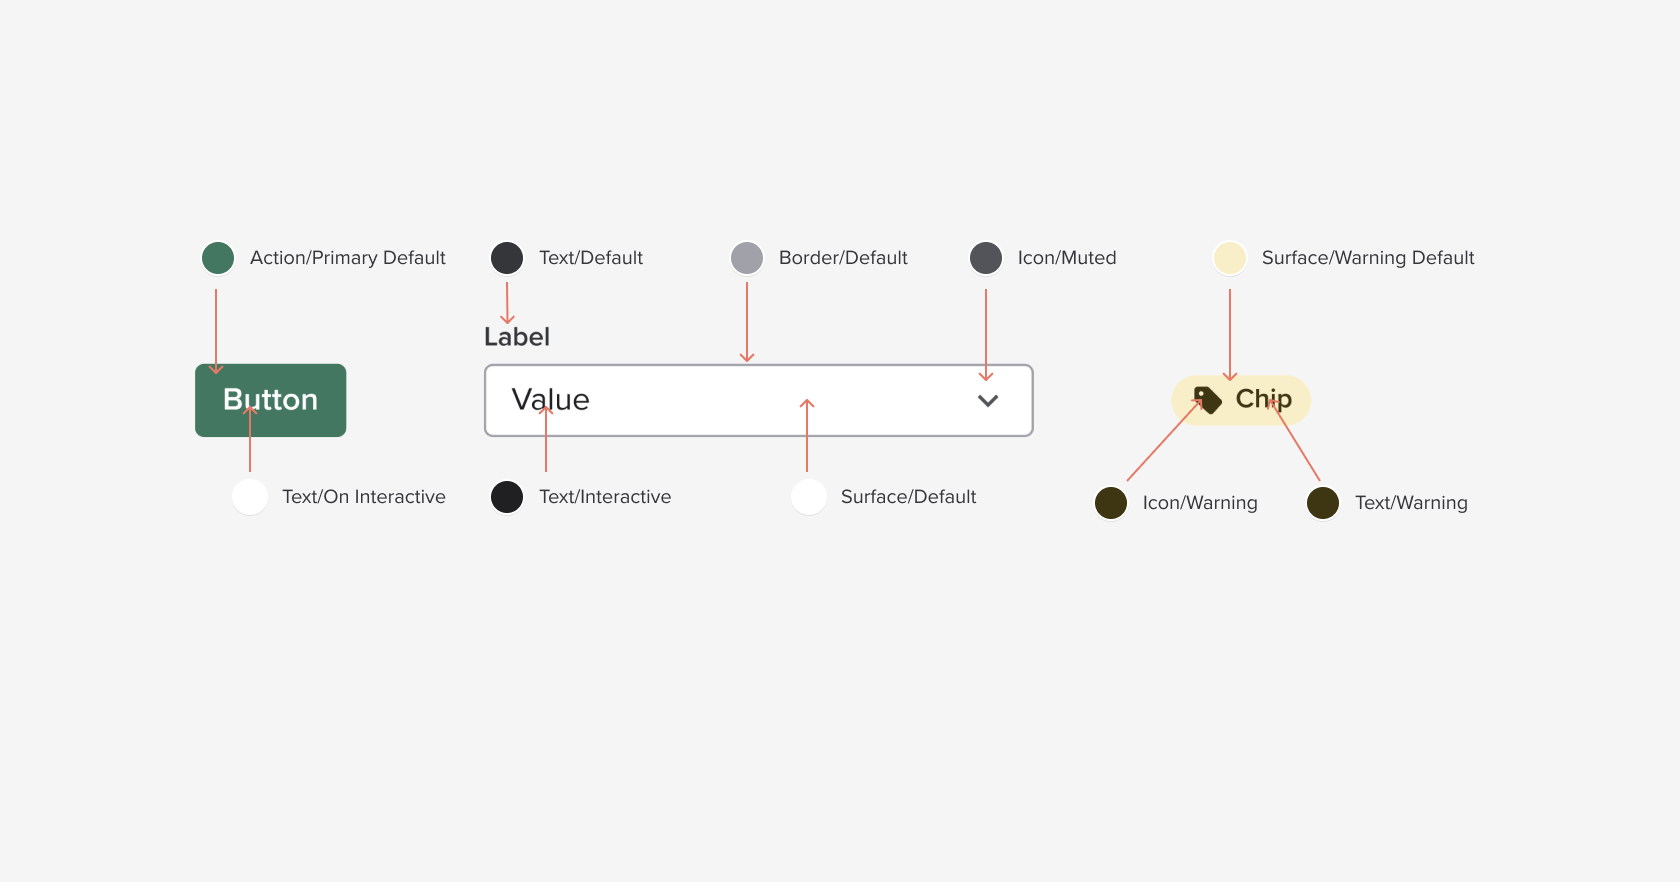 Action/Primary Default
Text/Default
Border/Default
Icon/Muted
Surface/Warning Default
Label
Button
Value
Chip
Text/On Interactive
Text/Interactive
Surface/Default
Icon/Warning
Text/Warning